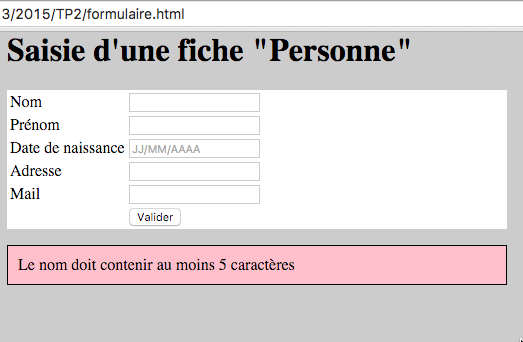 3/2015/TP2/formulaire.html
Saisie d'une fiche "Personne"
Nom
Prénom
Date de naissance JJ/MM/AAAA
Adresse
Mail
Valider
Le nom doit contenir au moins 5 caractères